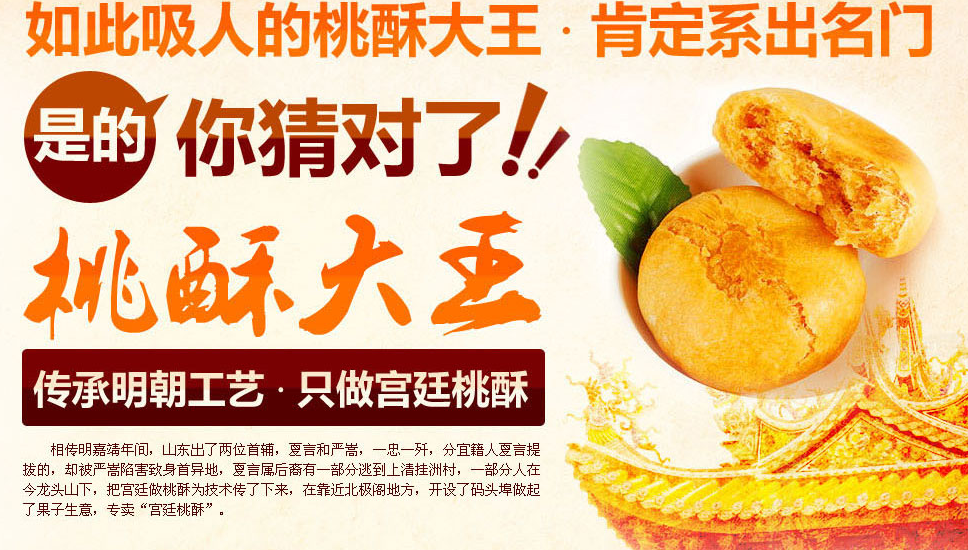 如此吸人的桃酥大王·肯定系出名门
是的 你猜对了!!
桃酥大王
传承明朝工艺·只做宫廷桃酥
相传明嘉清年间，山东出了两位首辅，夏言和严嵩，一忠一歼，分宜籍人夏言提
拔的，却被严嵩陷害致身首异地，夏言属后裔有一部分逃到上清挂洲村，一部分人在
今龙头山下，把宫廷做桃酥为技术传了下来，在靠近北极阁地方，开设了码头埠做起
了果子生意，专卖“宫廷桃酥”。